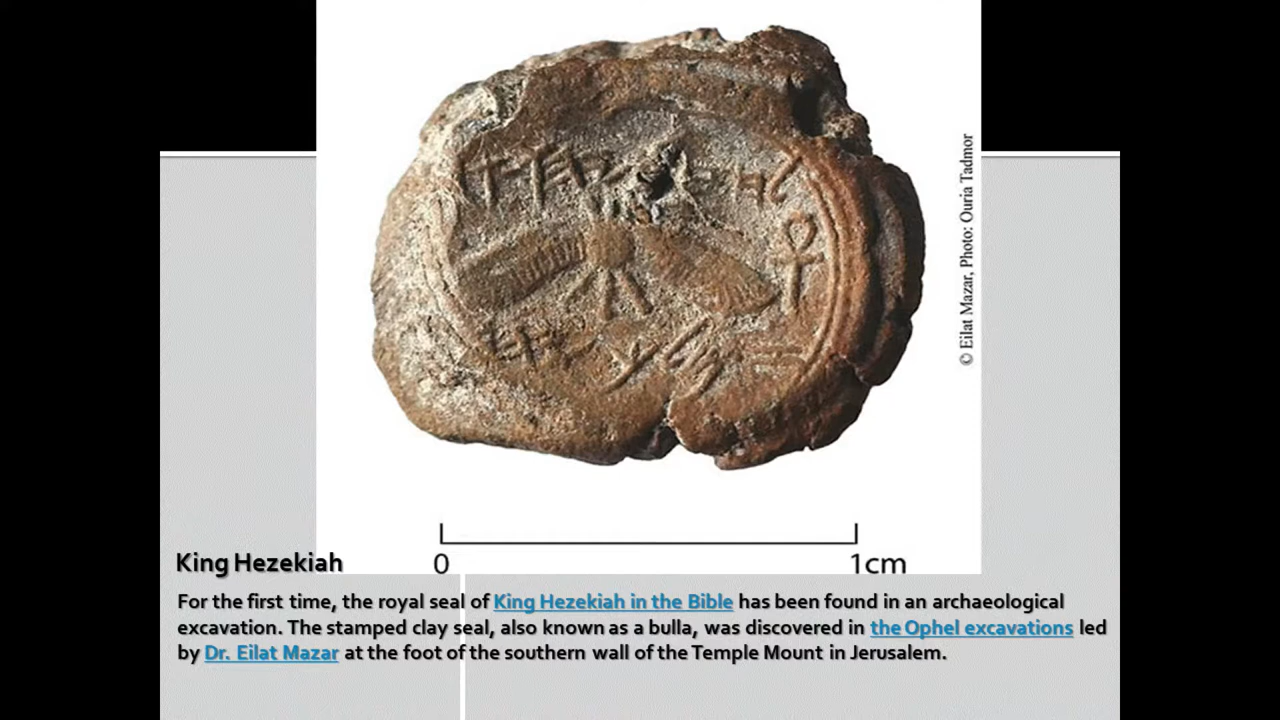 © Eilat Mazar, Photo: Ouria Tadmor
0 1cm
King Hezekiah
For the first time, the royal seal of King Hezekiah in the Bible has been found in an archaeological
excavation. The stamped clay seal, also known as a bulla, was discovered in the Ophel excavations led
by Dr. Eilat Mazar at the foot of the southern wall of the Temple Mount in Jerusalem.